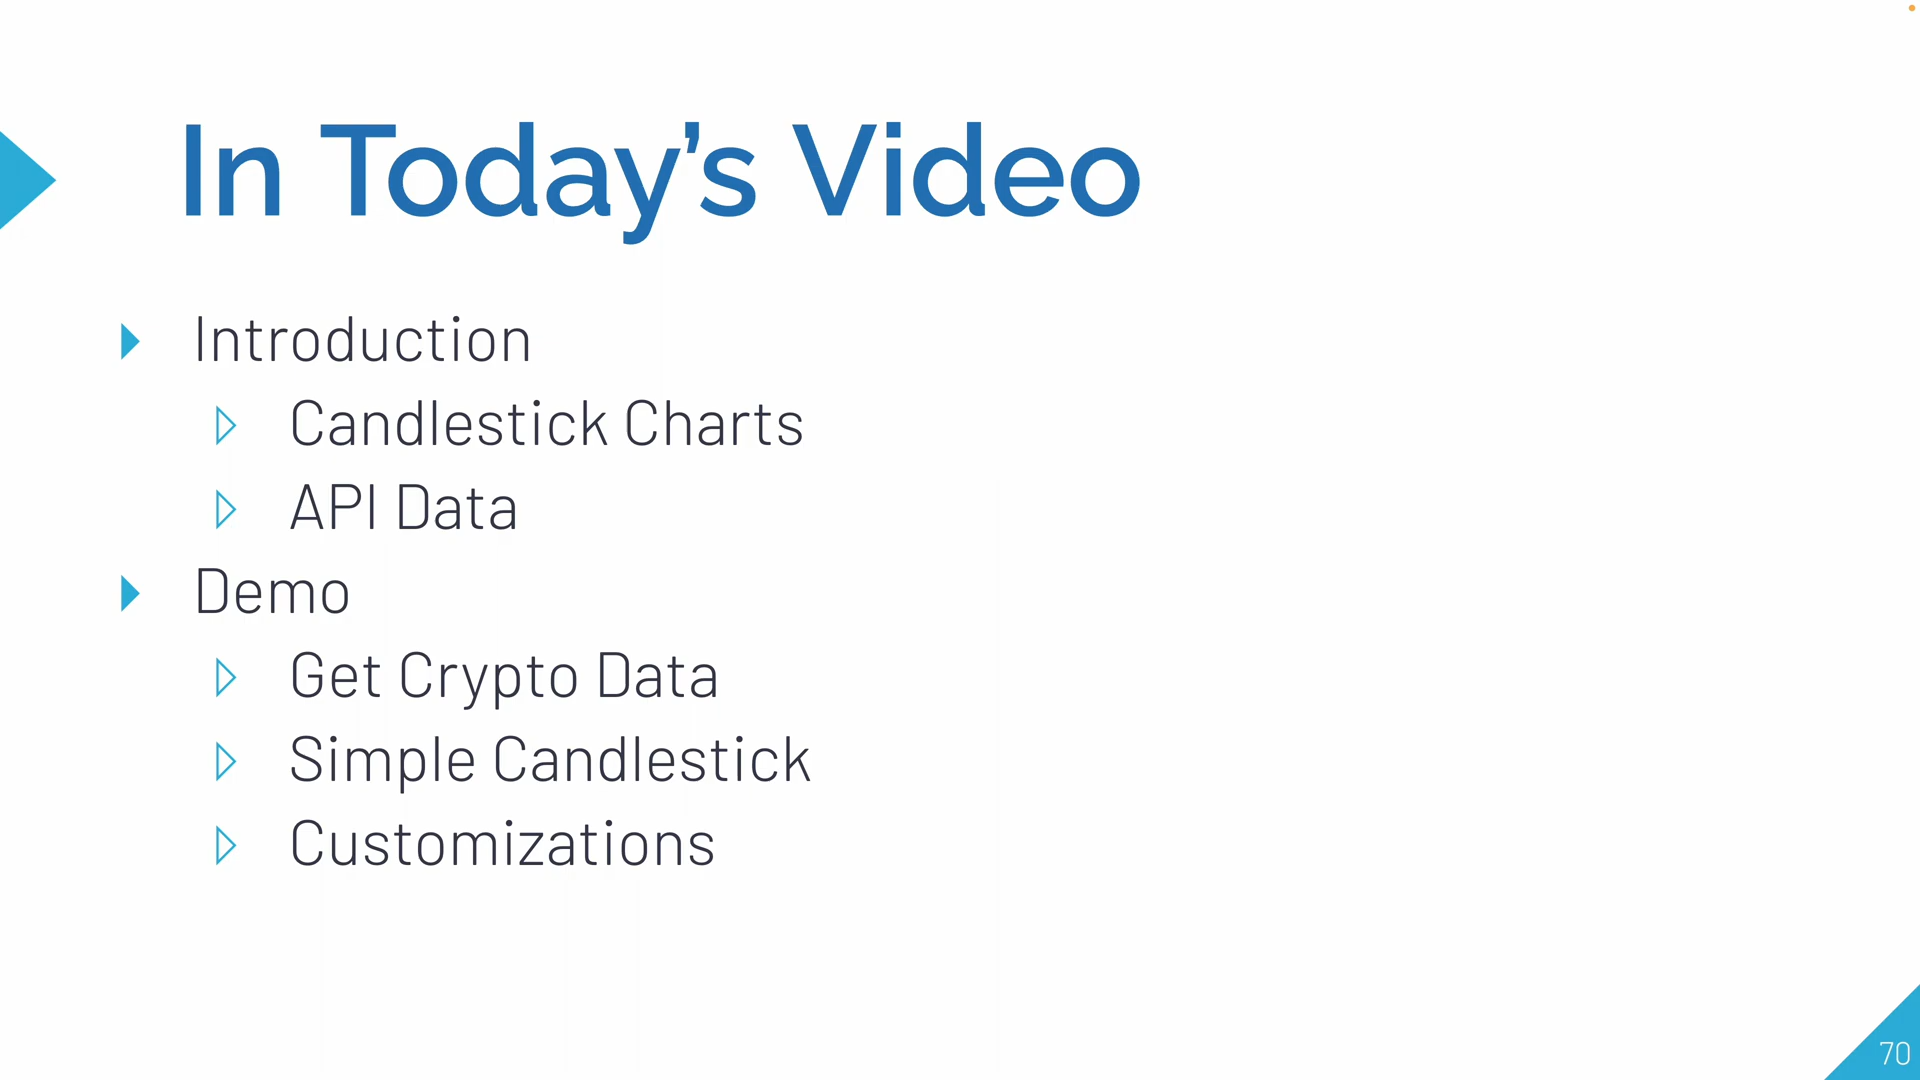 In Today’s Video
Introduction
Candlestick Charts
API Data
Demo
Get Crypto Data
Simple Candlestick
Customizations
70